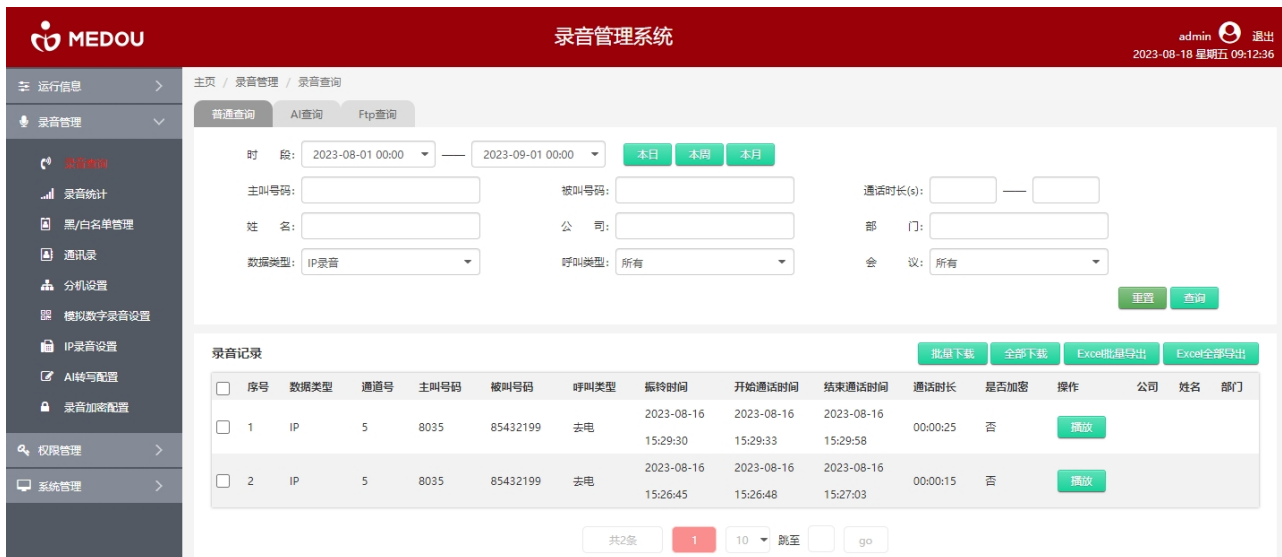 MEDOU
录音管理系统
admin 退出
2023-08-18 星期五 09:12:36
运行信息
录音管理
录音查询
录音统计
黑/白名单管理
通讯录
分机设置
模拟数字录音设置
IP录音设置
AI转写配置
录音加密配置
权限管理
系统管理
主页 / 录音管理 / 录音查询
普通查询 AI查询 Ftp查询
时 段: 2023-08-01 00:00 —— 2023-09-01 00:00 本日 本周 本月
主叫号码: 被叫号码: 通话时长(s): ——
姓 名: 公 司: 部 门:
数据类型: IP录音 呼叫类型: 所有 会 议: 所有
重置 查询
录音记录 批量下载 全部下载 Excel批量导出 Excel全部导出
序号 数据类型 通道号 主叫号码 被叫号码 呼叫类型 振铃时间 开始通话时间 结束通话时间 通话时长 是否加密 操作 公司 姓名 部门
2023-08-16 2023-08-16 2023-08-16
1 IP 5 8035 85432199 去电 00:00:25 否 播放
15:29:30 15:29:33 15:29:58
2023-08-16 2023-08-16 2023-08-16
2 IP 5 8035 85432199 去电 00:00:15 否 播放
15:26:45 15:26:48 15:27:03
共2条 1 10 跳至 go